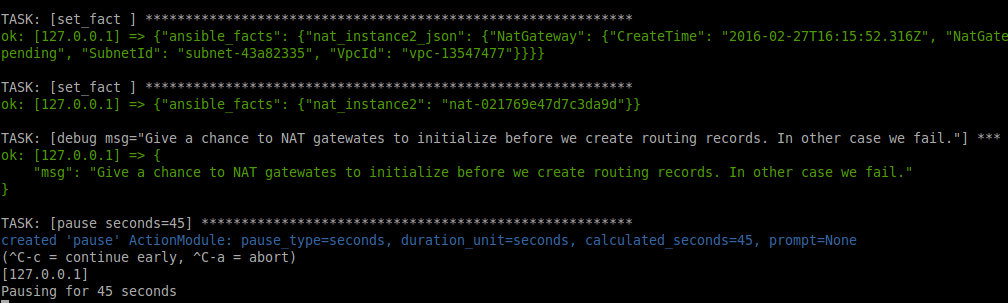 TASK: [set_fact ] *************************************************************
ok: [127.0.0.1] => {"ansible_facts": {"nat_instance2_json": {"NatGateway": {"CreateTime": "2016-02-27T16:15:52.316Z", "NatGate
pending", "SubnetId": "subnet-43a82335", "VpcId": "vpc-13547477"}}}}
TASK: [set_fact ] *************************************************************
ok: [127.0.0.1] => {"ansible_facts": {"nat_instance2": "nat-021769e47d7c3da9d"}}
TASK: [debug msg="Give a chance to NAT gatewates to initialize before we create routing records. In other case we fail."] ***
ok: [127.0.0.1] => {
    "msg": "Give a chance to NAT gatewates to initialize before we create routing records. In other case we fail."
}
TASK: [pause seconds=45] ******************************************************
created 'pause' ActionModule: pause_type=seconds, duration_unit=seconds, calculated_seconds=45, prompt=None
(^C-c = continue early, ^C-a = abort)
[127.0.0.1]
Pausing for 45 seconds